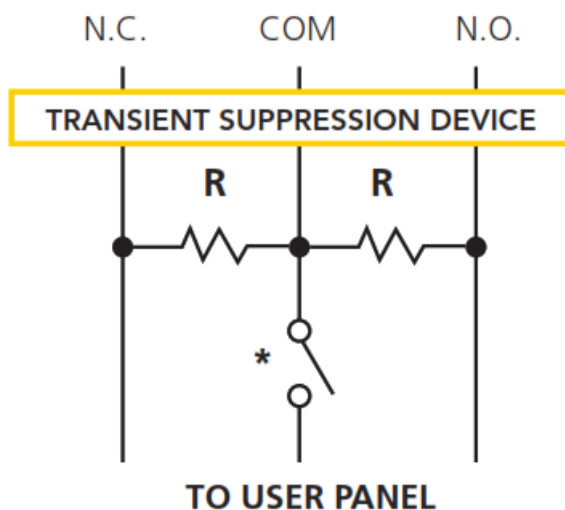 N.C. COM N.O.
TRANSIENT SUPPRESSION DEVICE
R R
*
TO USER PANEL